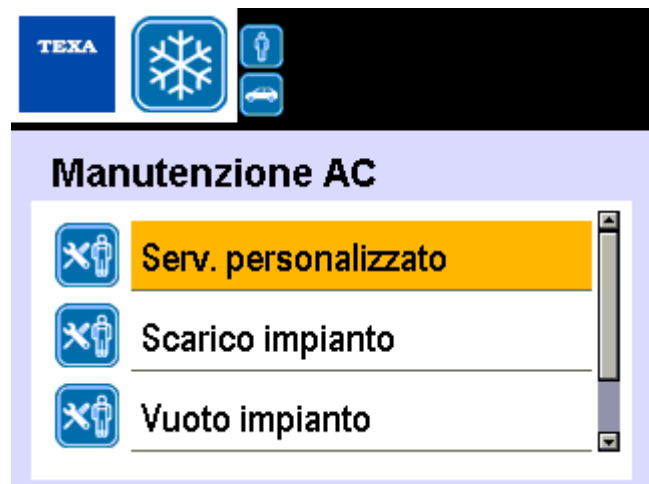 TEXA
Manutenzione AC
Serv. personalizzato
Scarico impianto
Vuoto impianto